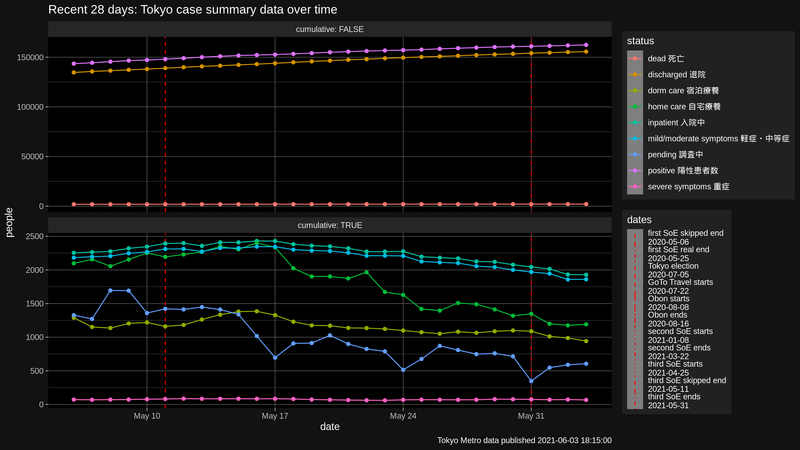 Recent 28 days: Tokyo case summary data over time
cumulative: FALSE
150000
100000
50000
0
cumulative: TRUE
2500
2000
1500
1000
500
0
people
May 10
May 17
May 24
May 31
date
Tokyo Metro data published 2021-06-03 18:15:00
status
dead 死亡
discharged 退院
dorm care 宿泊療養
home care 自宅療養
inpatient 入院中
mild/moderate symptoms 軽症・中等症
pending 調査中
positive 陽性患者数
severe symptoms 重症
dates
first SoE skipped end
2020-05-06
first SoE real end
2020-05-25
Tokyo election
2020-07-05
GoTo Travel starts
2020-07-22
Obon starts
2020-08-08
Obon ends
2020-08-16
second SoE starts
2021-01-08
second SoE ends
2021-03-22
third SoE starts
2021-04-25
third SoE skipped end
2021-05-11
third SoE ends
2021-05-31